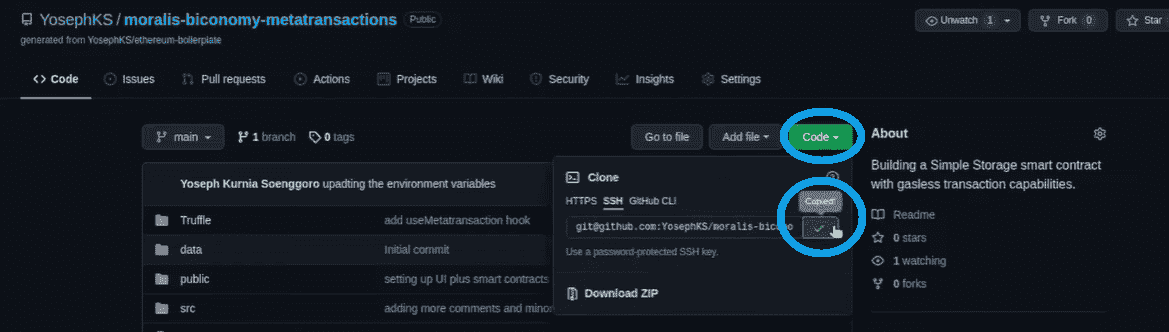 YosephKS / moralis-biconomy-metatransactions Public
Unwatch 1 Fork 0 Star
generated from YosephKS/ethereum-boilerplate
Code Issues Pull requests Actions Projects Wiki Security Insights Settings
main 1 branch 0 tags Go to file Add file Code
About
Building a Simple Storage smart contract
with gasless transaction capabilities.
Readme
0 stars
1 watching
0 forks
Clone
HTTPS SSH GitHub CLI
Copied!
git@github.com:YosephKS/moralis-bicono
Use a password-protected SSH key.
Download ZIP
Yoseph Kurnia Soenggoro upadting the environment variables
Truffle add useMetatransaction hook
data Initial commit
public setting up UI plus smart contracts
src adding more comments and minor